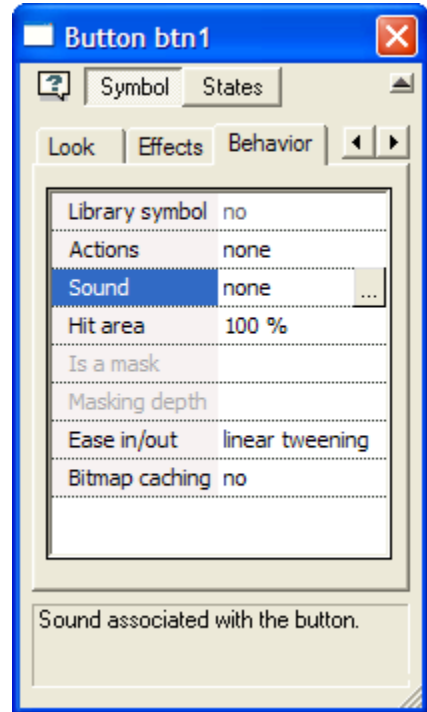 Button btn1
Symbol States
Look Effects Behavior
Library symbol no
Actions none
Sound none ...
Hit area 100 %
Is a mask
Masking depth
Ease in/out linear tweening
Bitmap caching no
Sound associated with the button.